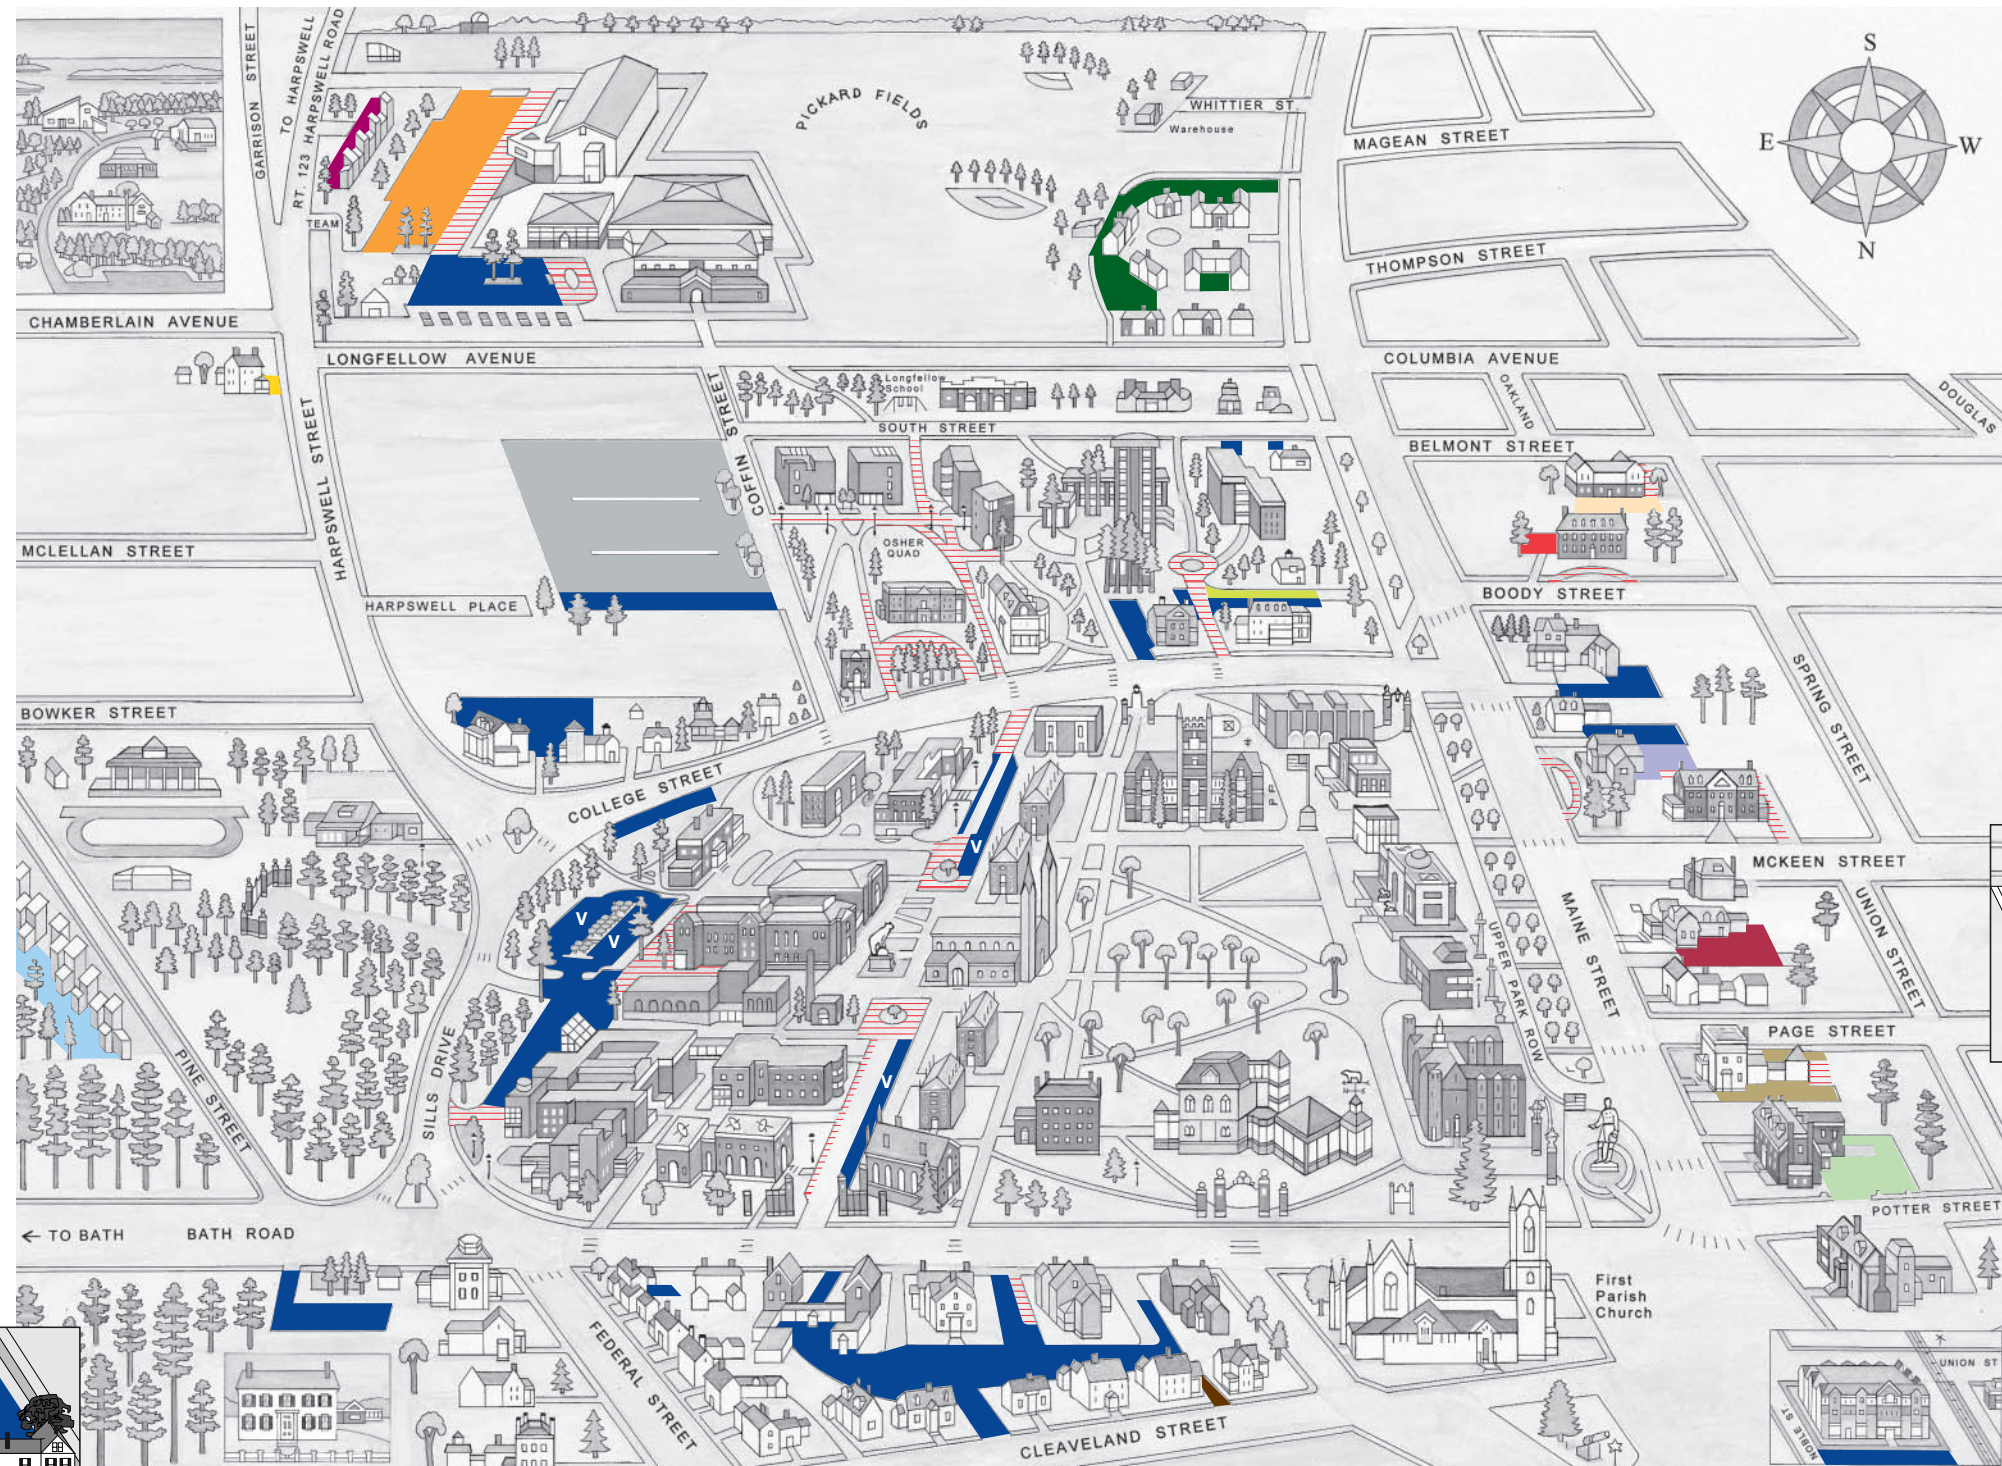 GARRISON STREET
TO HARPSWELL
RT. 123 HARPSWELL ROAD
TEAM
PICKARD FIELDS
WHITTIER ST.
Warehouse
MAGEAN STREET
S
E
W
N
THOMPSON STREET
CHAMBERLAIN AVENUE
LONGFELLOW AVENUE
COLUMBIA AVENUE
OAKLAND
DOUGLAS
Longfellow
School
COFFIN STREET
SOUTH STREET
BELMONT STREET
HARPSWELL STREET
MCLELLAN STREET
OSHER
QUAD
HARPSWELL PLACE
BOODY STREET
SPRING STREET
BOWKER STREET
COLLEGE STREET
V
MCKEEN STREET
MAINE STREET
UNION STREET
V
V
UPPER PARK ROW
PAGE STREET
PINE STREET
SILLS DRIVE
V
POTTER STREET
← TO BATH
BATH ROAD
First
Parish
Church
FEDERAL STREET
CLEAVELAND STREET
UNION ST
NOBLE ST